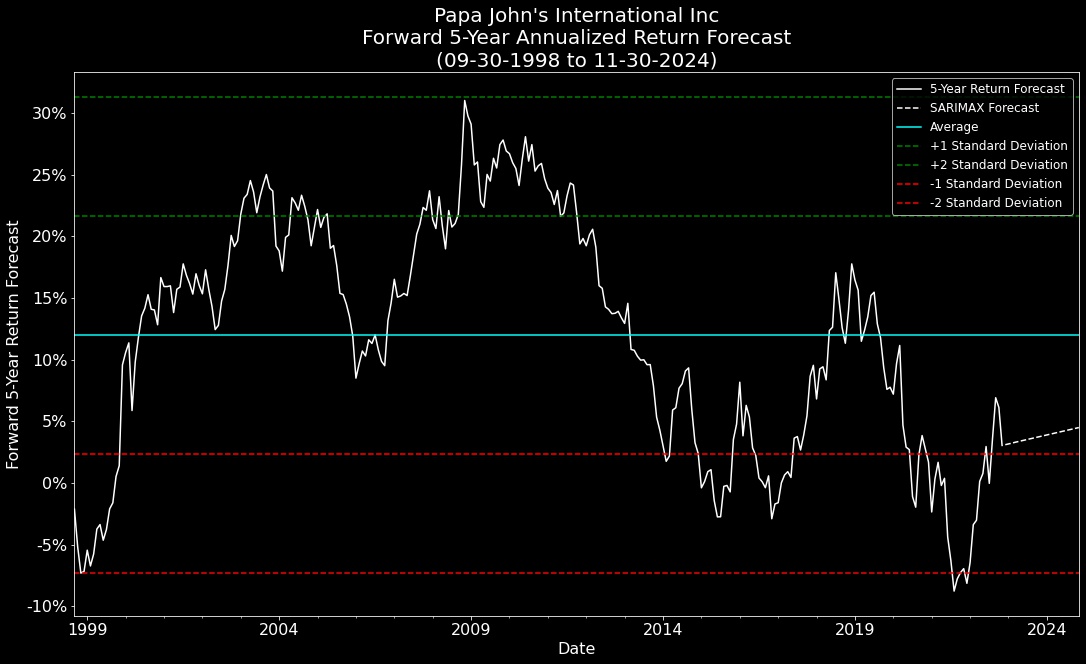 Papa John's International Inc
Forward 5-Year Annualized Return Forecast
(09-30-1998 to 11-30-2024)
5-Year Return Forecast
SARIMAX Forecast
Average
+1 Standard Deviation
+2 Standard Deviation
-1 Standard Deviation
-2 Standard Deviation
Forward 5-Year Return Forecast
30%
25%
20%
15%
10%
5%
0%
-5%
-10%
1999 2004 2009 2014 2019 2024
Date